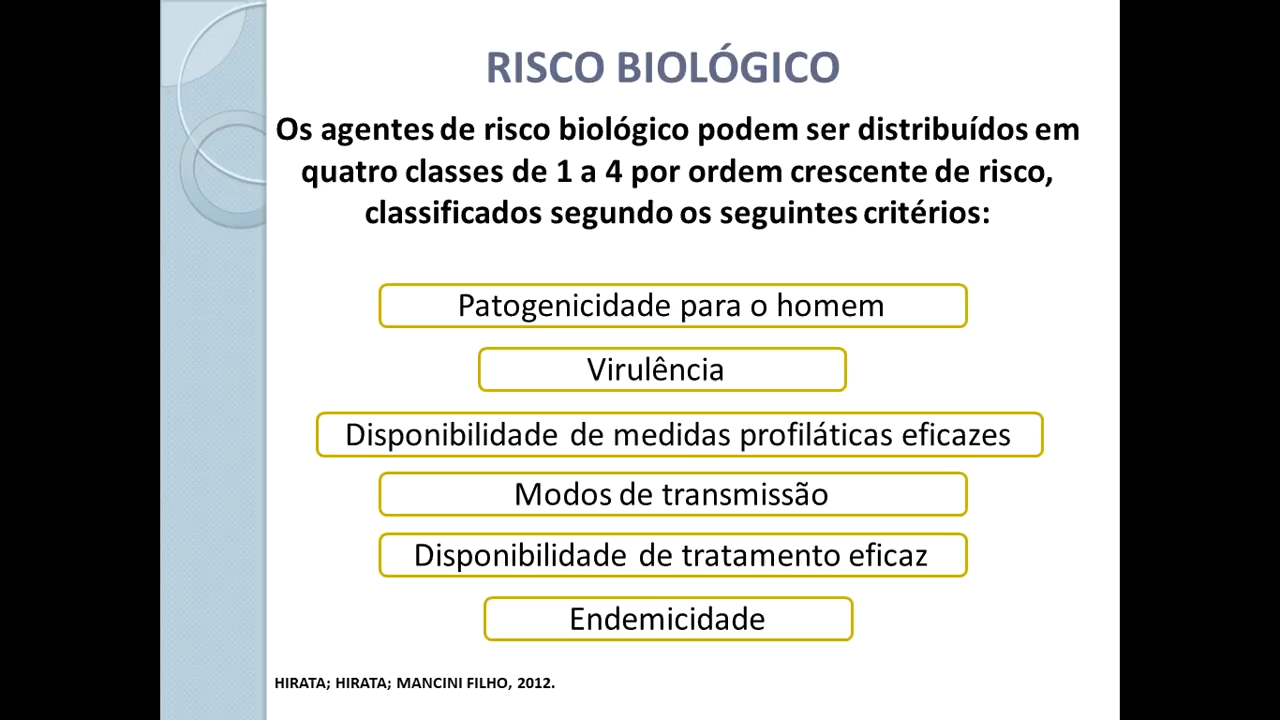 RISCO BIOLÓGICO
Os agentes de risco biológico podem ser distribuídos em
quatro classes de 1 a 4 por ordem crescente de risco,
classificados segundo os seguintes critérios:
Patogenicidade para o homem
Virulência
Disponibilidade de medidas profiláticas eficazes
Modos de transmissão
Disponibilidade de tratamento eficaz
Endemicidade
HIRATA; HIRATA; MANCINI FILHO, 2012.